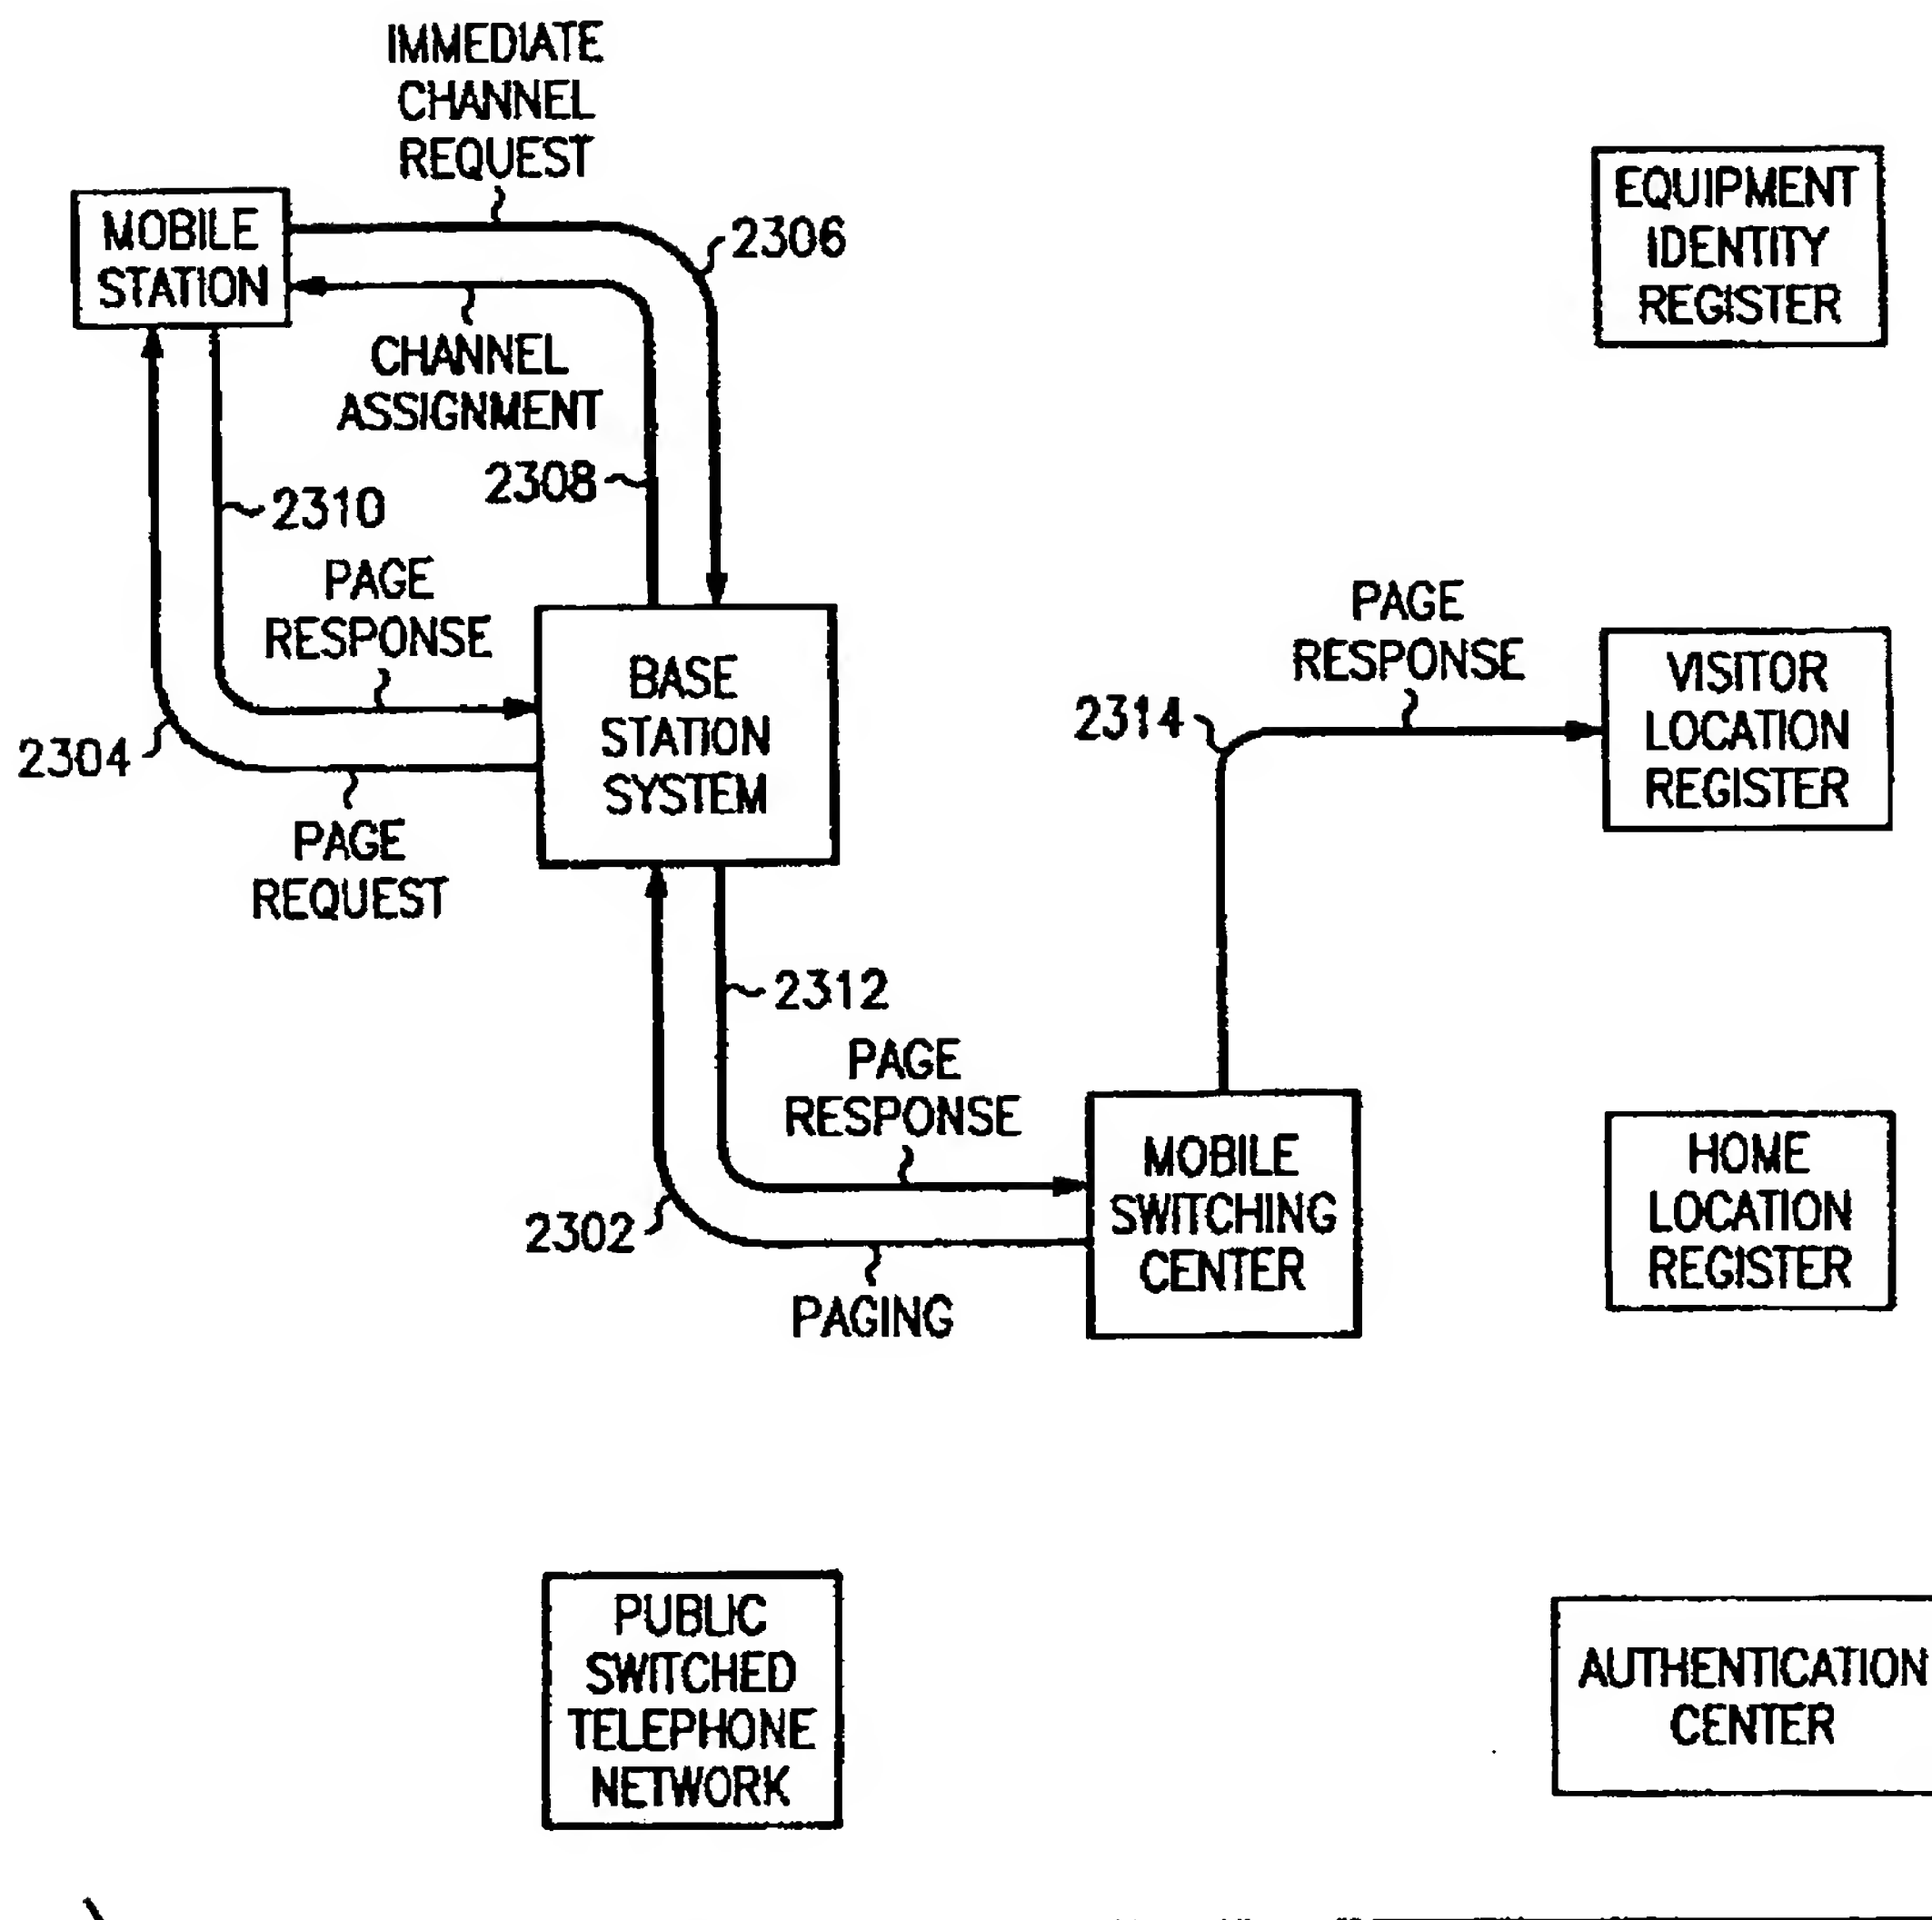 IMMEDIATE
CHANNEL
REQUEST
MOBILE
STATION
2306
EQUIPMENT
IDENTITY
REGISTER
CHANNEL
ASSIGNMENT
2308
2310
PAGE
RESPONSE
2304
PAGE
REQUEST
BASE
STATION
SYSTEM
PAGE
RESPONSE
2314
VISITOR
LOCATION
REGISTER
2312
PAGE
RESPONSE
2302
PAGING
MOBILE
SWITCHING
CENTER
HOME
LOCATION
REGISTER
PUBLIC
SWITCHED
TELEPHONE
NETWORK
AUTHENTICATION
CENTER